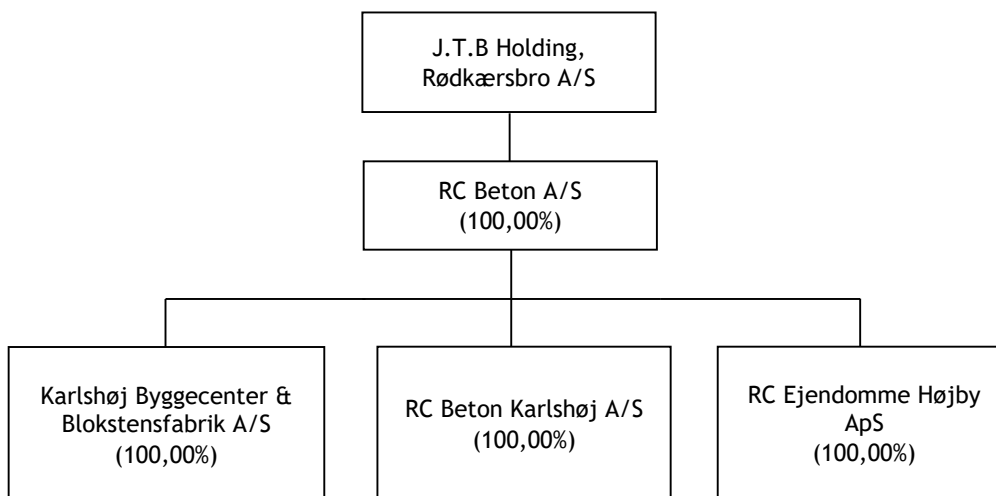 J.T.B Holding,
Rødkærsbro A/S
RC Beton A/S
(100,00%)
Karlshøj Byggecenter &
Blokstensfabrik A/S
(100,00%)
RC Beton Karlshøj A/S
(100,00%)
RC Ejendomme Højby
ApS
(100,00%)